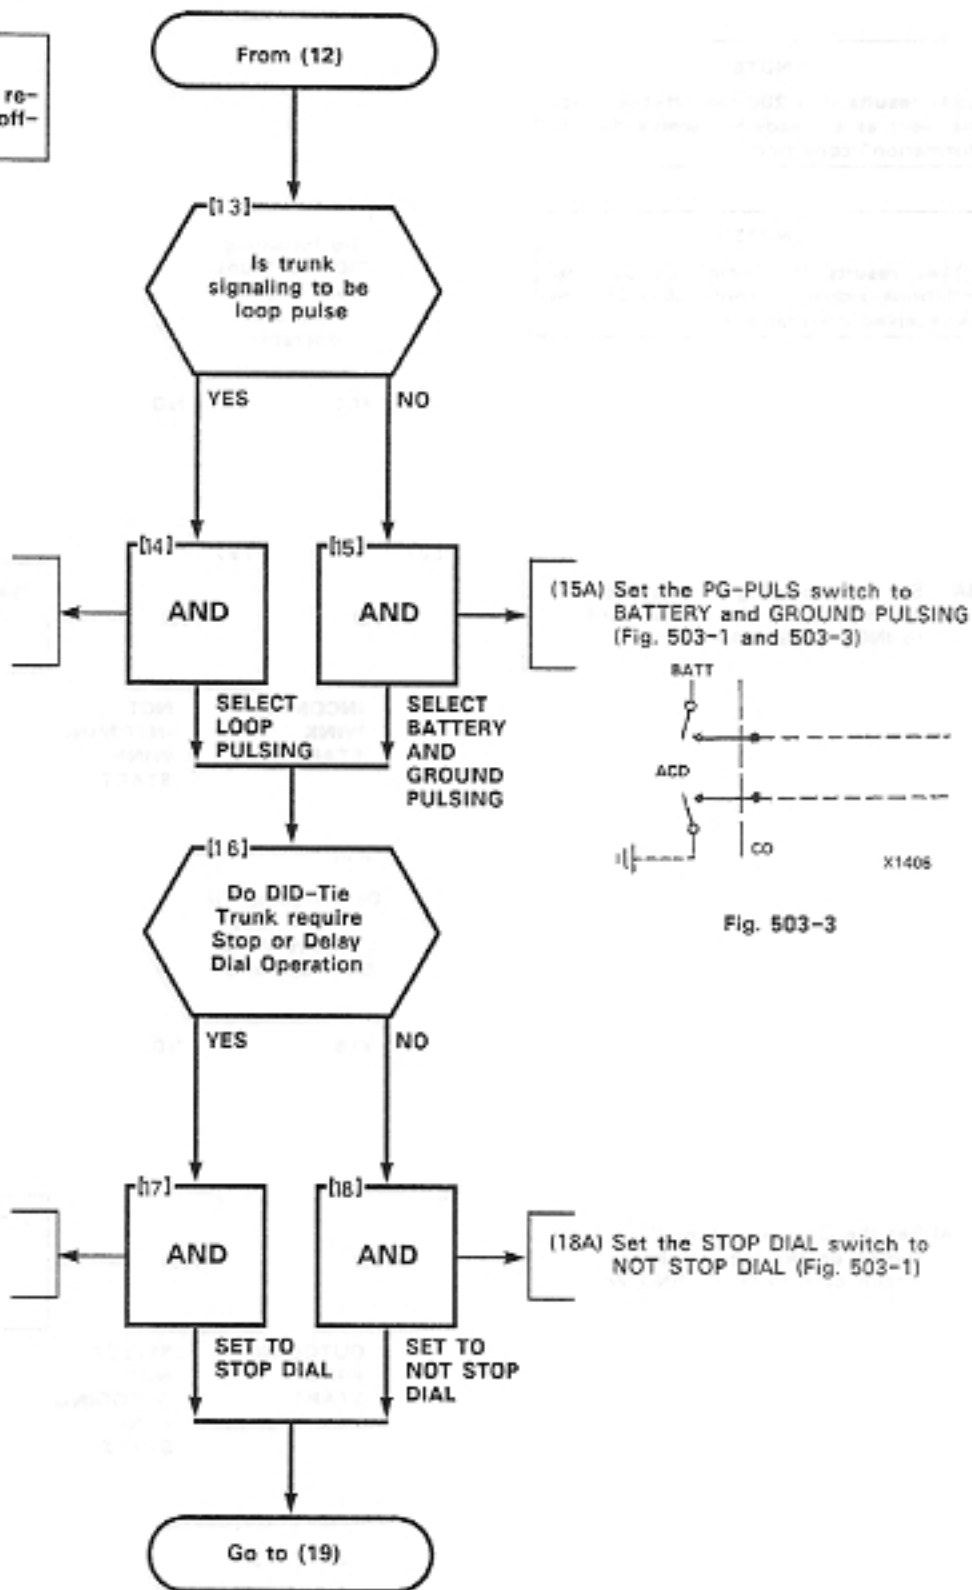 re-
off-
From (12)
[13]
Is trunk
signaling to be
loop pulse
YES
NO
[14]
AND
[15]
AND
(15A) Set the PG-PULS switch to
BATTERY and GROUND PULSING
(Fig. 503-1 and 503-3)
SELECT
LOOP
PULSING
SELECT
BATTERY
AND
GROUND
PULSING
BATT
ACD
CO
X1406
Fig. 503-3
[16]
Do DID-Tie
Trunk require
Stop or Delay
Dial Operation
YES
NO
[17]
AND
[18]
AND
(18A) Set the STOP DIAL switch to
NOT STOP DIAL (Fig. 503-1)
SET TO
STOP DIAL
SET TO
NOT STOP
DIAL
Go to (19)